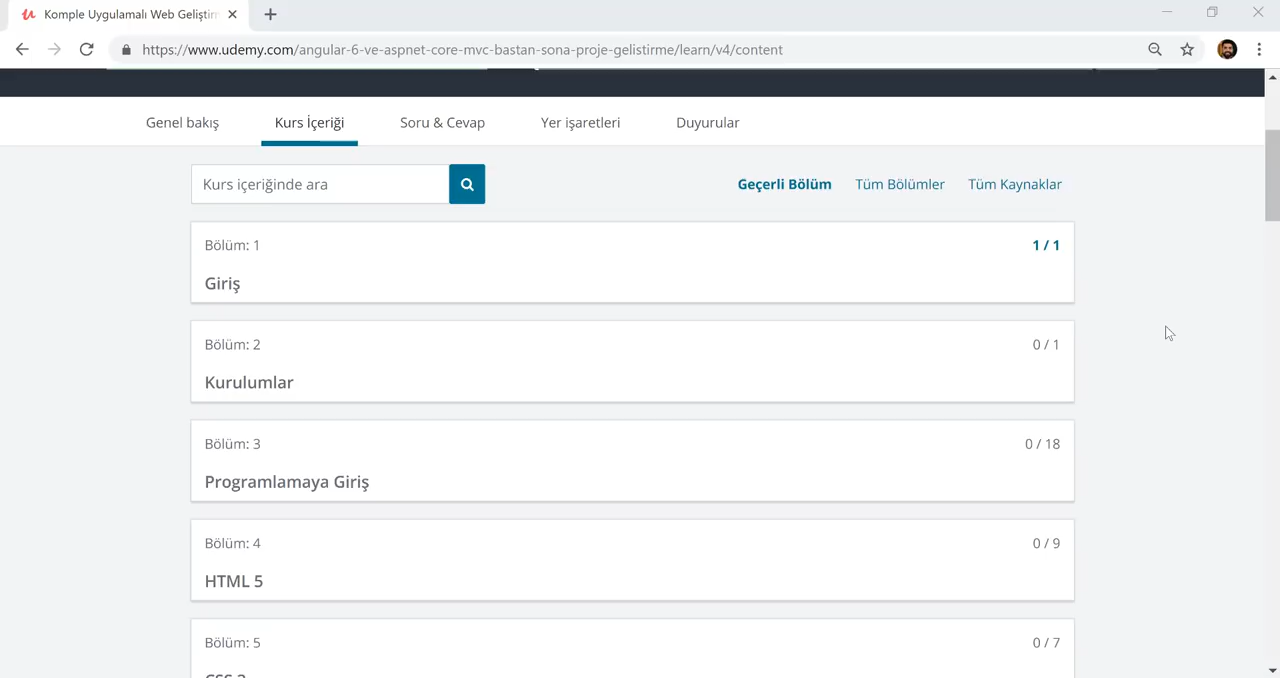 Komple Uygulamalı Web Geliştirm
https://www.udemy.com/angular-6-ve-aspnet-core-mvc-bastan-sona-proje-gelistirme/learn/v4/content
Genel bakış Kurs İçeriği Soru & Cevap Yer işaretleri Duyurular
Kurs içeriğinde ara Geçerli Bölüm Tüm Bölümler Tüm Kaynaklar
Bölüm: 1 1 / 1
Giriş
Bölüm: 2 0 / 1
Kurulumlar
Bölüm: 3 0 / 18
Programlamaya Giriş
Bölüm: 4 0 / 9
HTML 5
Bölüm: 5 0 / 7
CSS 3